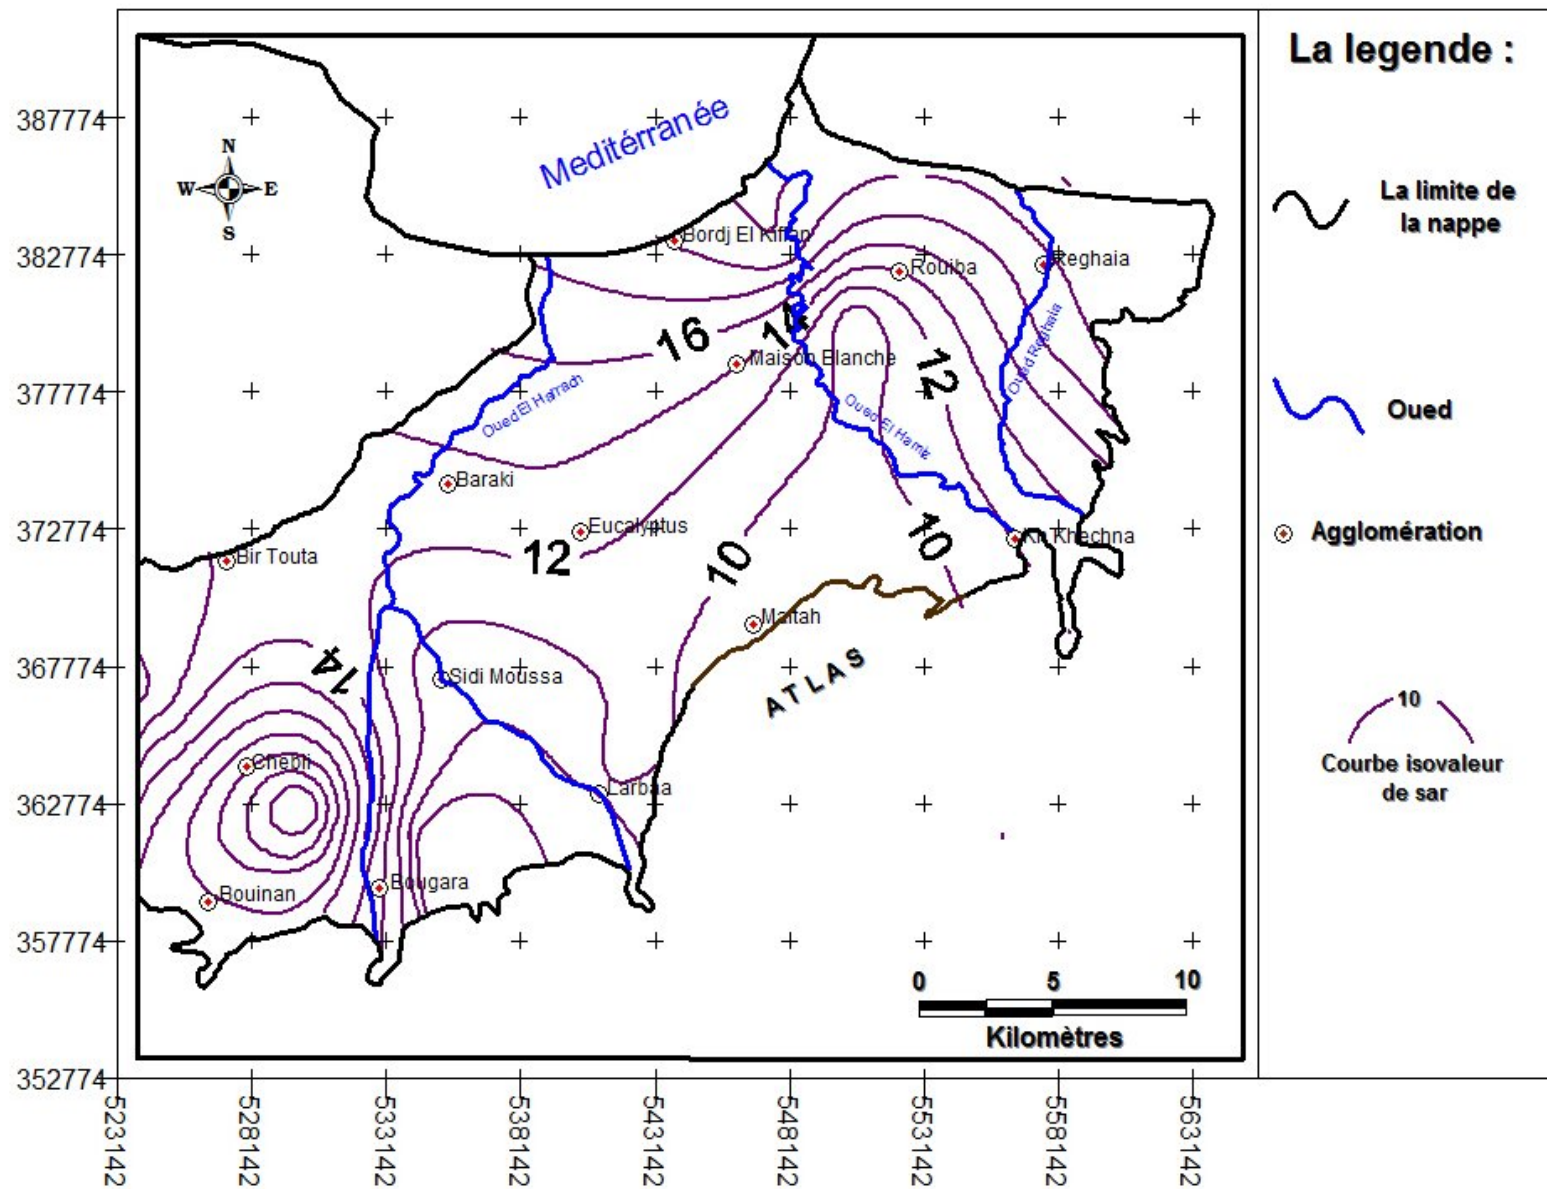 La legende :
387774
382774
377774
372774
367774
362774
357774
352774
N
W E
S
Meditérranée
Bordj El Kiffan
Rouiba
Reghaia
16
14
Maison Blanche
12
Oued Reghaia
Oued El Harrach
Oued El Hamiz
Baraki
Eucalyptus
12
10
10
Kh Khechna
Bir Touta
Maftah
ATLAS
14
Sidi Moussa
Chebli
Larbaa
Bouinan
Bougara
0 5 10
Kilomètres
523142
528142
533142
538142
543142
548142
553142
558142
563142
La limite de
la nappe
Oued
Agglomération
10
Courbe isovaleur
de sar